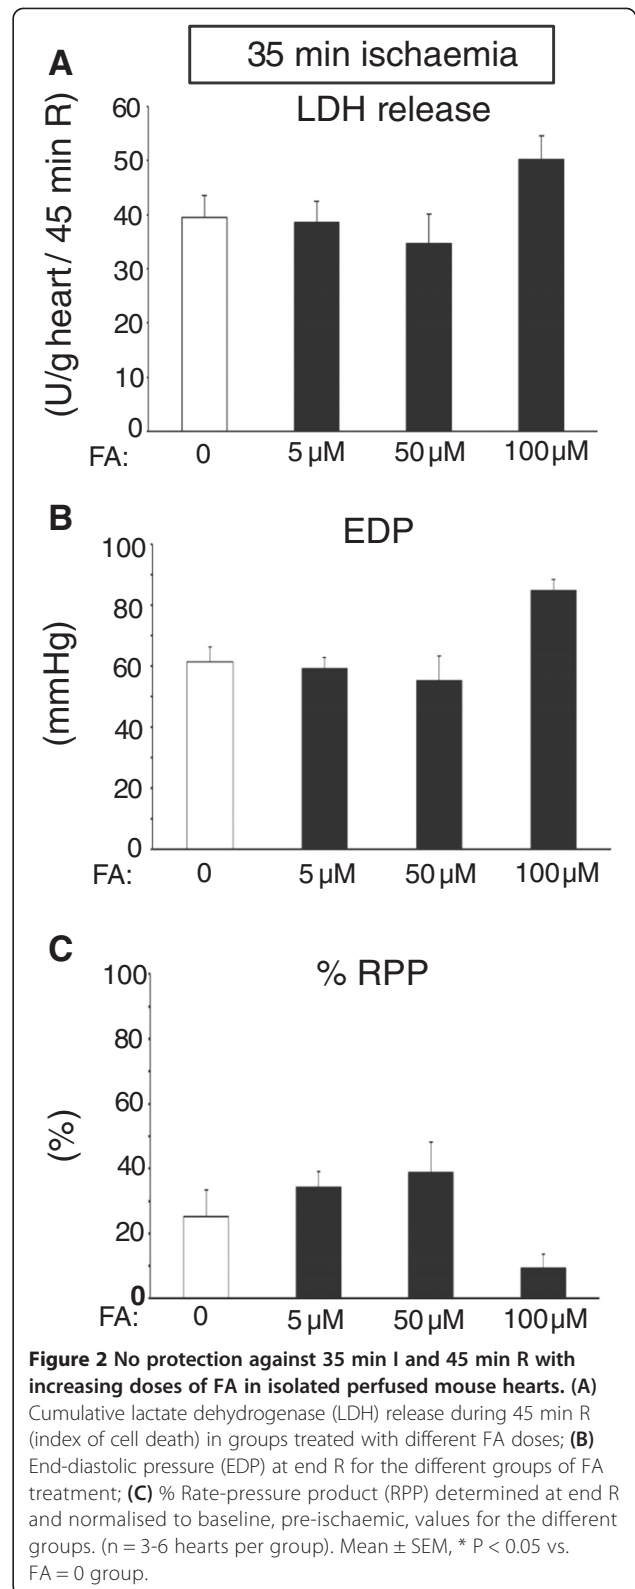 35 min ischaemia
A
LDH release
(U/g heart / 45 min R)
60
50
40
30
20
10
0
FA: 0 5 µM 50 µM 100 µM
B
EDP
(mmHg)
100
80
60
40
20
0
FA: 0 5 µM 50 µM 100 µM
C
% RPP
(%)
100
80
60
40
20
0
FA: 0 5 µM 50 µM 100 µM
Figure 2 No protection against 35 min I and 45 min R with
increasing doses of FA in isolated perfused mouse hearts. (A)
Cumulative lactate dehydrogenase (LDH) release during 45 min R
(index of cell death) in groups treated with different FA doses; (B)
End-diastolic pressure (EDP) at end R for the different groups of FA
treatment; (C) % Rate-pressure product (RPP) determined at end R
and normalised to baseline, pre-ischaemic, values for the different
groups. (n = 3-6 hearts per group). Mean ± SEM, * P < 0.05 vs.
FA = 0 group.